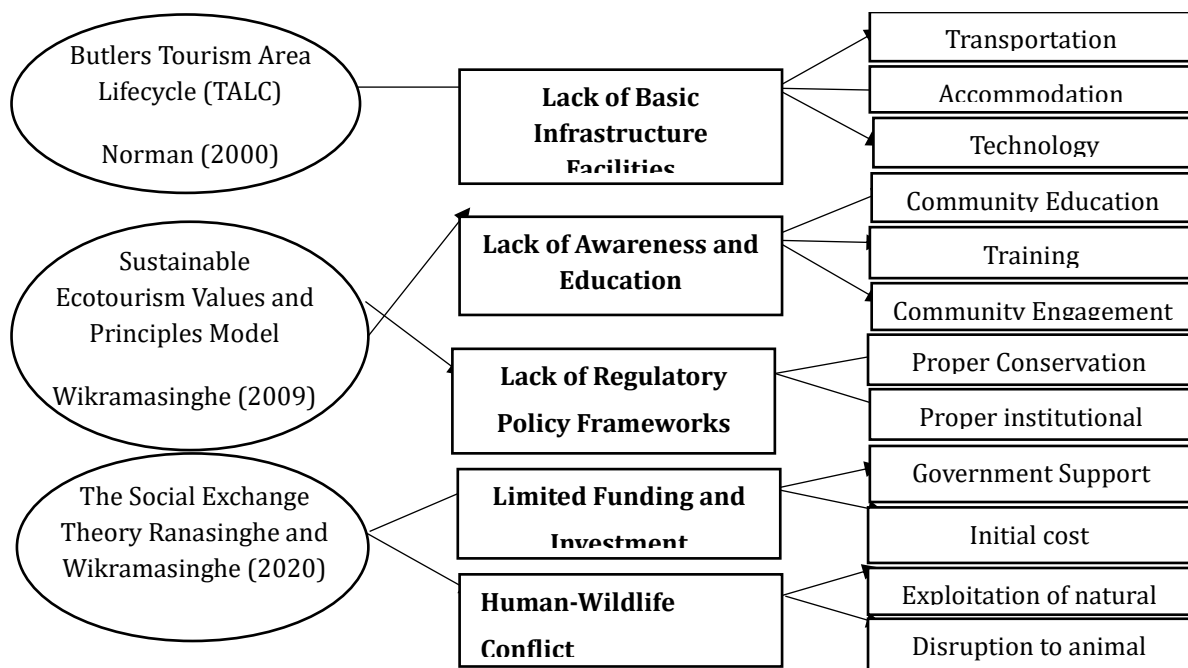 Butlers Tourism Area
Lifecycle (TALC)
Norman (2000)
Sustainable
Ecotourism Values and
Principles Model
Wikramasinghe (2009)
The Social Exchange
Theory Ranasinghe and
Wikramasinghe (2020)
Lack of Basic
Infrastructure
Facilities
Lack of Awareness and
Education
Lack of Regulatory
Policy Frameworks
Limited Funding and
Investment
Human-Wildlife
Conflict
Transportation
Accommodation
Technology
Community Education
Training
Community Engagement
Proper Conservation
Proper institutional
Government Support
Initial cost
Exploitation of natural
Disruption to animal